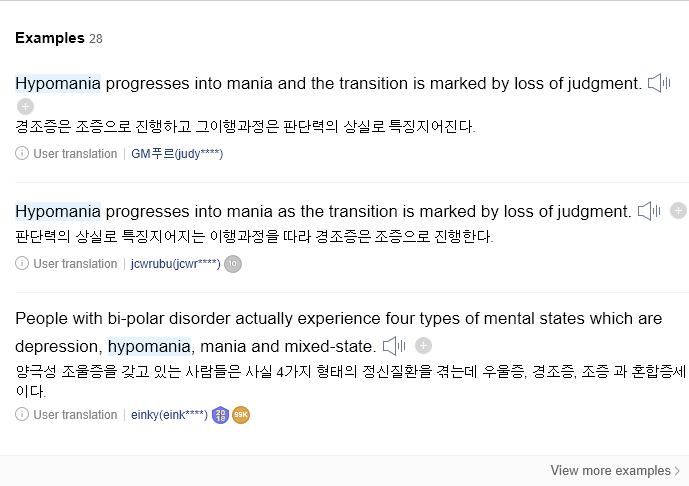 Examples 28
Hypomania progresses into mania and the transition is marked by loss of judgment.
경조증은 조증으로 진행하고 그이행과정은 판단력의 상실로 특징지어진다.
User translation | GM푸르(judy****)
Hypomania progresses into mania as the transition is marked by loss of judgment.
판단력의 상실로 특징지어지는 이행과정을 따라 경조증은 조증으로 진행한다.
User translation | jcwrubu(jcwr****) 10
People with bi-polar disorder actually experience four types of mental states which are
depression, hypomania, mania and mixed-state.
양극성 조울증을 갖고 있는 사람들은 사실 4가지 형태의 정신질환을 겪는데 우울증, 경조증, 조증 과 혼합증세
이다.
User translation | einky(eink****) 2018 99K
View more examples >